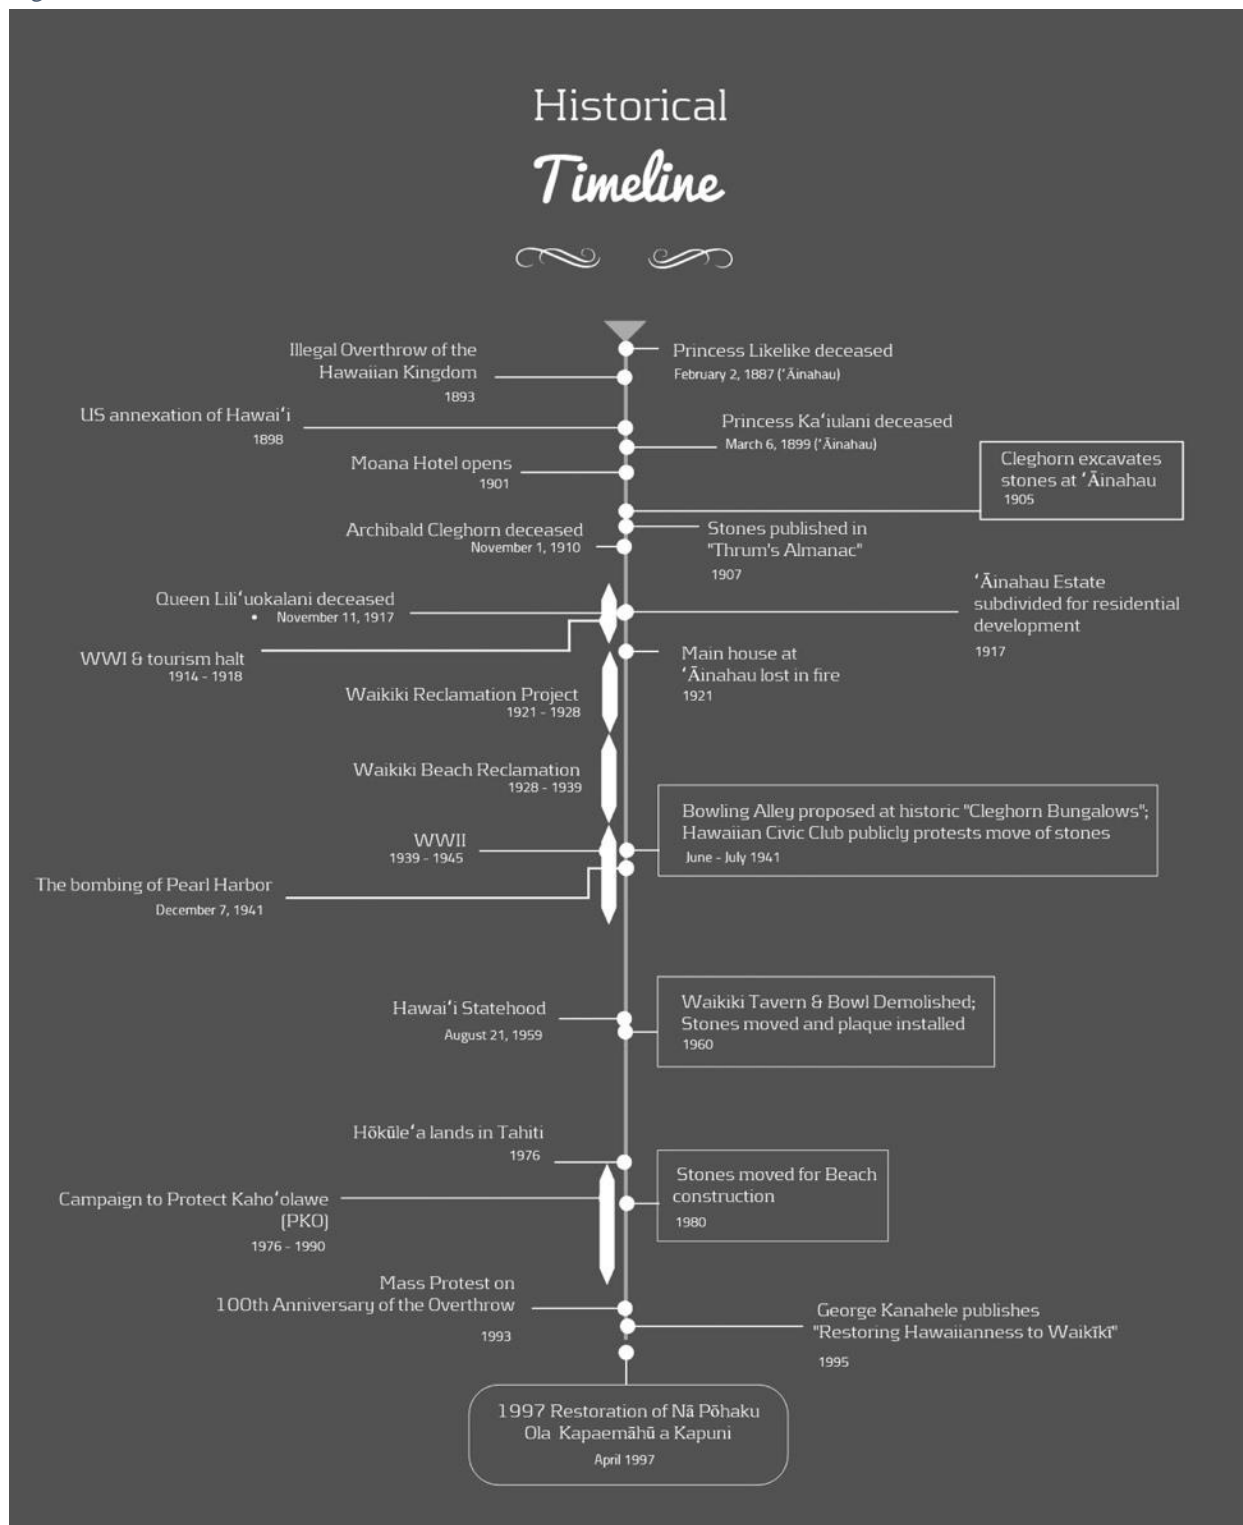 Historical
Timeline
Princess Likelike deceased
February 2, 1887 (ʻĀinahau)
Illegal Overthrow of the
Hawaiian Kingdom
1893
US annexation of Hawaiʻi
1898
Princess Kaʻiulani deceased
March 6, 1899 (ʻĀinahau)
Moana Hotel opens
1901
Cleghorn excavates
stones at ʻĀinahau
1905
Stones published in
"Thrum's Almanac"
1907
Archibald Cleghorn deceased
November 1, 1910
Queen Liliʻuokalani deceased
• November 11, 1917
ʻĀinahau Estate
subdivided for residential
development
1917
WWI & tourism halt
1914 - 1918
Main house at
ʻĀinahau lost in fire
1921
Waikiki Reclamation Project
1921 - 1928
Waikiki Beach Reclamation
1928 - 1939
Bowling Alley proposed at historic "Cleghorn Bungalows";
Hawaiian Civic Club publicly protests move of stones
June - July 1941
WWII
1939 - 1945
The bombing of Pearl Harbor
December 7, 1941
Hawaiʻi Statehood
August 21, 1959
Waikiki Tavern & Bowl Demolished;
Stones moved and plaque installed
1960
Hōkūleʻa lands in Tahiti
1976
Stones moved for Beach
construction
1980
Campaign to Protect Kahoʻolawe
(PKO)
1976 - 1990
Mass Protest on
100th Anniversary of the Overthrow
1993
George Kanahele publishes
"Restoring Hawaiianness to Waikīkī"
1995
1997 Restoration of Nā Pōhaku
Ola Kapaemāhū a Kapuni
April 1997